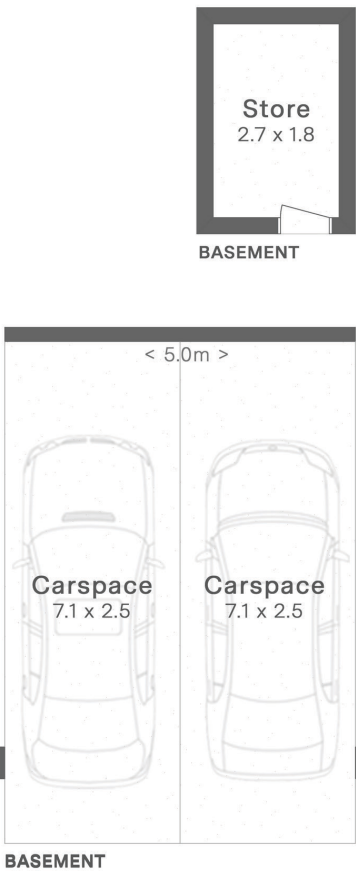 Store
2.7 x 1.8
BASEMENT
< 5.0m >
Carspace Carspace
7.1 x 2.5 7.1 x 2.5
BASEMENT